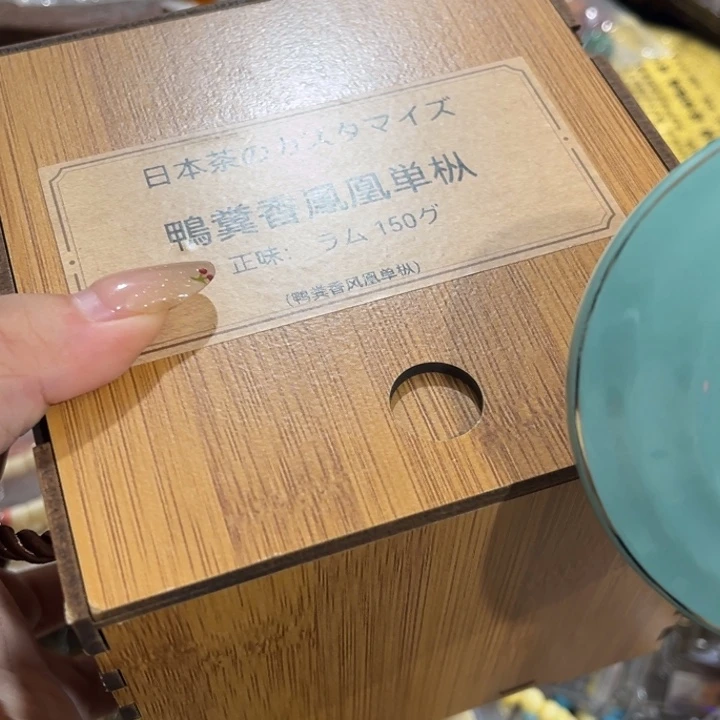 日本茶のカスタマイズ
鴨糞香鳳凰単枞
正味: ラム 150グ
(鸭粪香凤凰单枞)